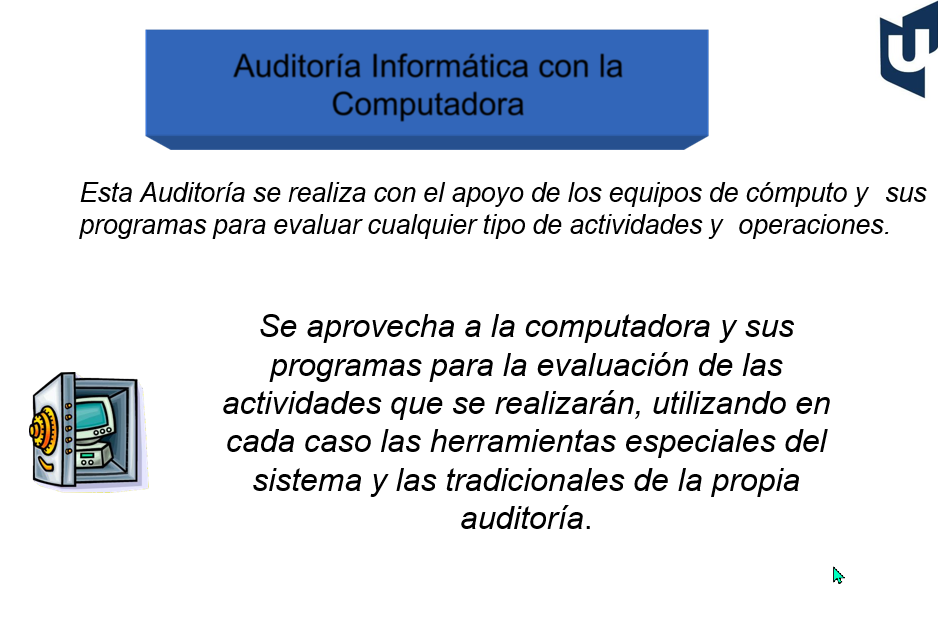 Auditoría Informática con la
Computadora
U
Esta Auditoría se realiza con el apoyo de los equipos de cómputo y sus
programas para evaluar cualquier tipo de actividades y operaciones.
Se aprovecha a la computadora y sus
programas para la evaluación de las
actividades que se realizarán, utilizando en
cada caso las herramientas especiales del
sistema y las tradicionales de la propia
auditoría.